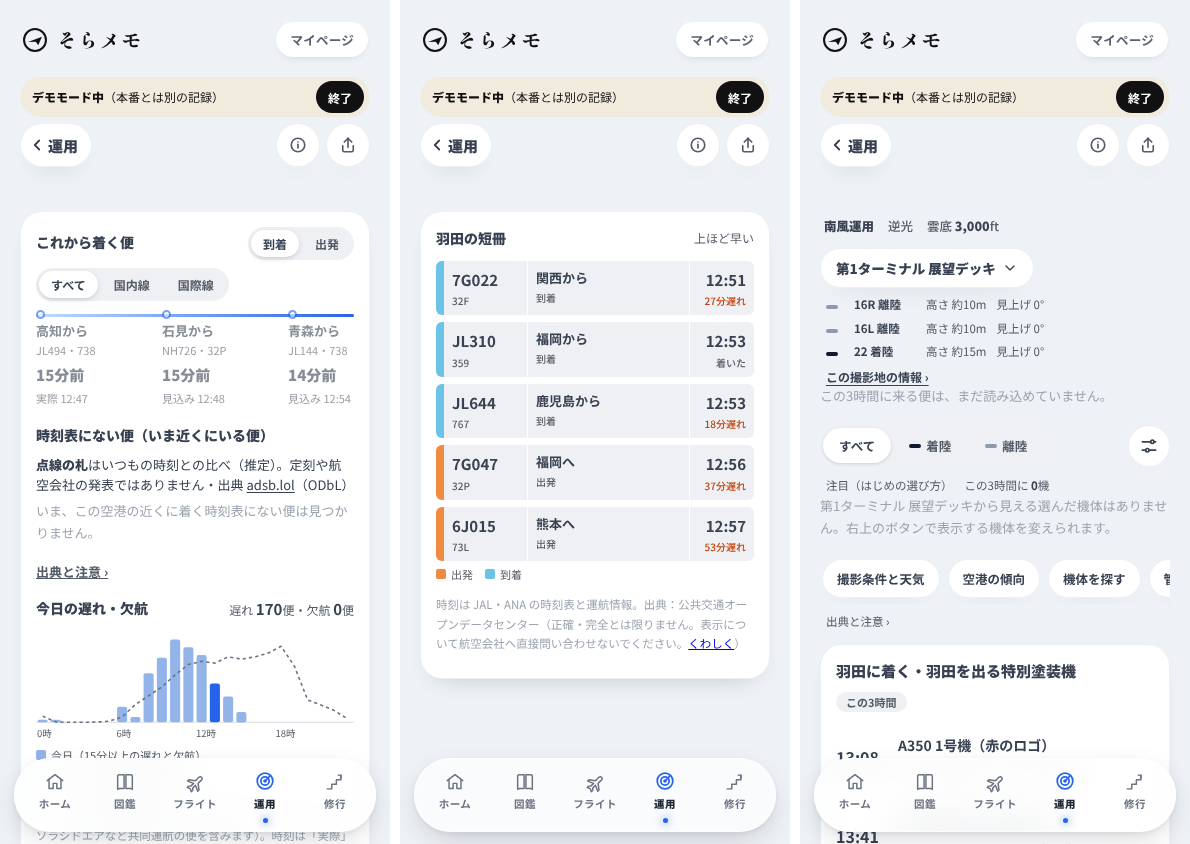 そらメモ
マイページ
デモモード中（本番とは別の記録）
終了
運用
これから着く便
到着
出発
すべて
国内線
国際線
高知から
石見から
青森から
JL494・738
NH726・32P
JL144・738
15分前
15分前
14分前
実際 12:47
見込み 12:48
見込み 12:54
時刻表にない便（いま近くにいる便）
点線の札はいつもの時刻との比べ（推定）。定刻や航
空会社の発表ではありません・出典 adsb.lol（ODbL）
いま、この空港の近くに着く時刻表にない便は見つか
りません。
出典と注意 ›
今日の遅れ・欠航
遅れ 170便・欠航 0便
0時
6時
12時
18時
今日（15分以上の遅れと欠航）
ホーム
図鑑
フライト
運用
修行
ソラシドエアなど共同運航の便を含みます）。時刻は「実際」
そらメモ
マイページ
デモモード中（本番とは別の記録）
終了
運用
羽田の短冊
上ほど早い
7G022
関西から
12:51
32F
到着
27分遅れ
JL310
福岡から
12:53
359
到着
着いた
JL644
鹿児島から
12:53
767
到着
18分遅れ
7G047
福岡へ
12:56
32P
出発
37分遅れ
6J015
熊本へ
12:57
73L
出発
53分遅れ
出発
到着
時刻は JAL・ANA の時刻表と運航情報。出典：公共交通オー
プンデータセンター（正確・完全とは限りません。表示につ
いて航空会社へ直接問い合わせないでください。くわしく）
ホーム
図鑑
フライト
運用
修行
そらメモ
マイページ
デモモード中（本番とは別の記録）
終了
運用
南風運用
逆光
雲底 3,000ft
第1ターミナル 展望デッキ
16R 離陸
高さ 約10m
見上げ 0°
16L 離陸
高さ 約10m
見上げ 0°
22 着陸
高さ 約15m
見上げ 0°
この撮影地の情報 ›
この3時間に来る便は、まだ読み込めていません。
すべて
着陸
離陸
注目（はじめの選び方）
この3時間に 0機
第1ターミナル 展望デッキから見える選んだ機体はありませ
ん。右上のボタンで表示する機体を変えられます。
撮影条件と天気
空港の傾向
機体を探す
出典と注意 ›
羽田に着く・羽田を出る特別塗装機
この3時間
13:08
A350 1号機（赤のロゴ）
ホーム
図鑑
フライト
運用
修行
13:41